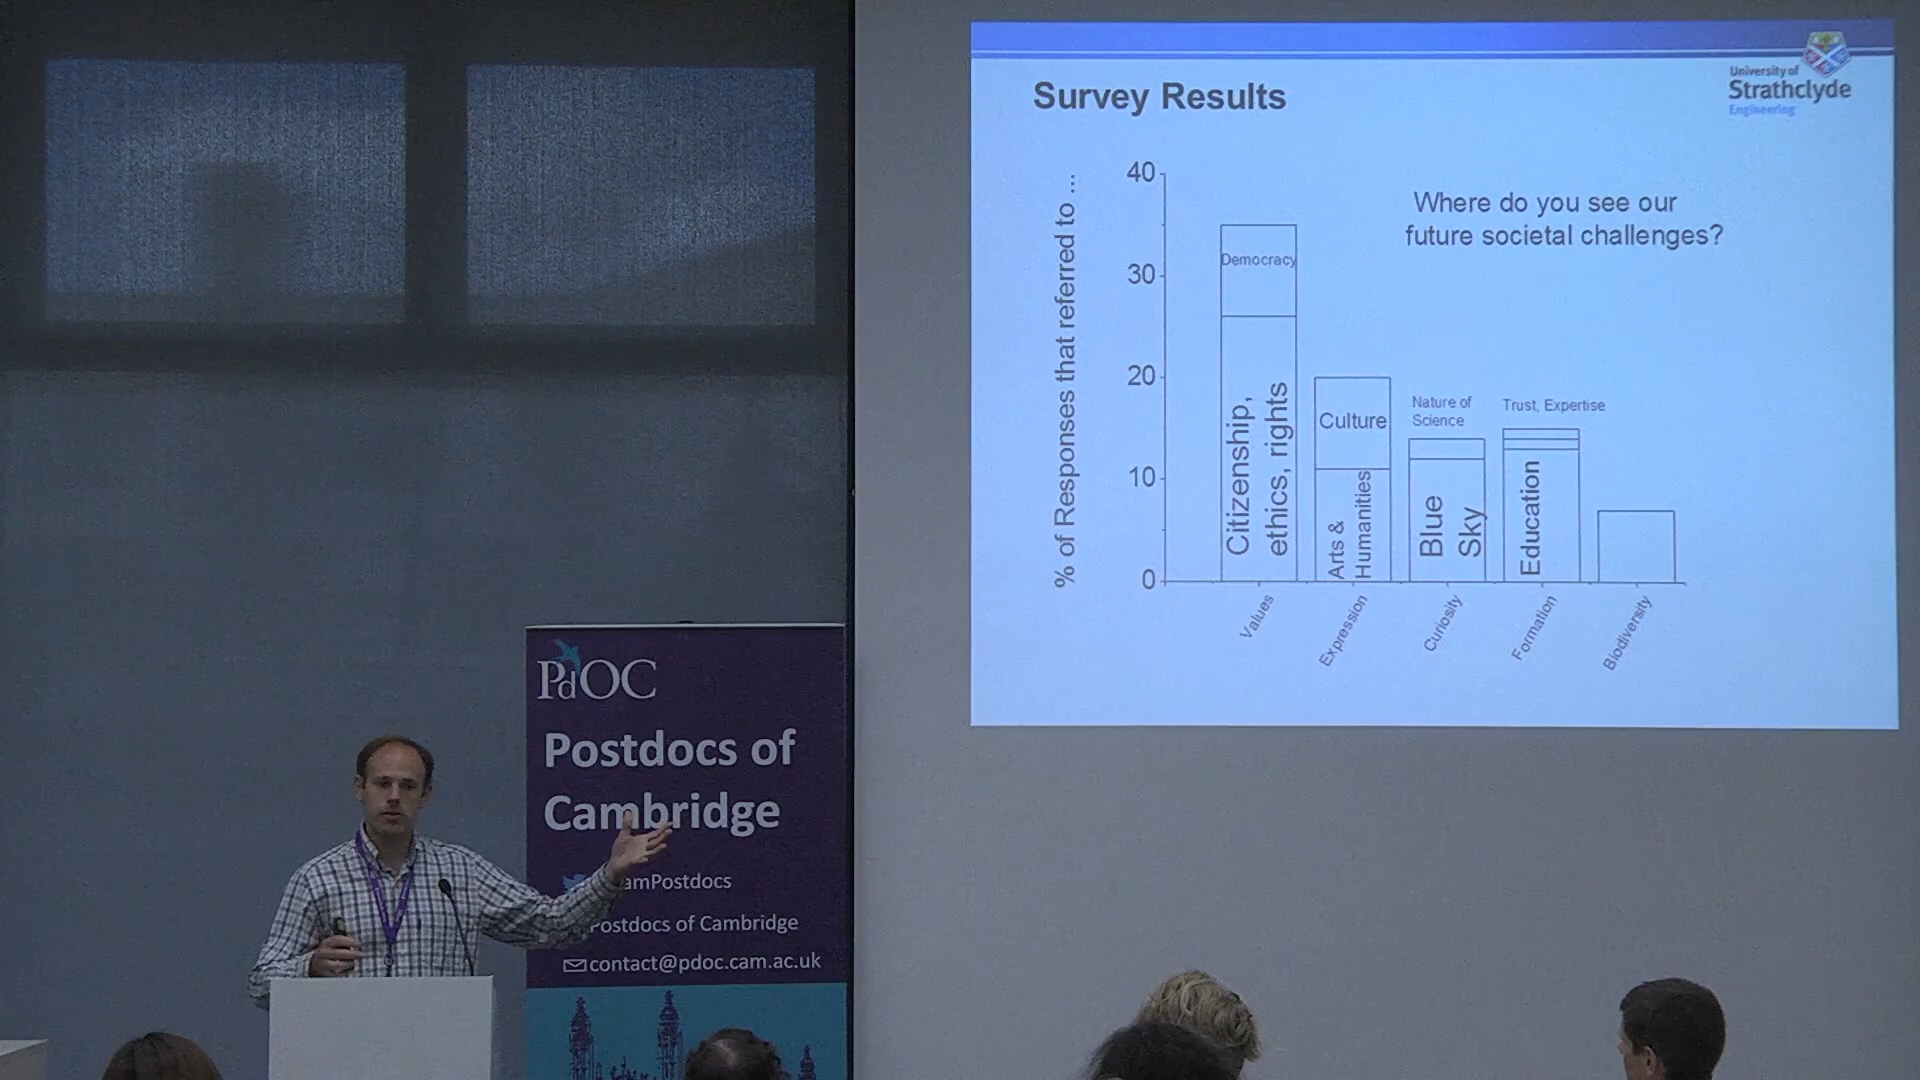 University of
Strathclyde
Engineering
Survey Results
Where do you see our
future societal challenges?
% of Responses that referred to ...
40
30
20
10
0
Democracy
Citizenship,
ethics, rights
Culture
Arts &
Humanities
Nature of
Science
Blue
Sky
Trust, Expertise
Education
Values
Expression
Curiosity
Formation
Biodiversity
PdOC
Postdocs of
Cambridge
amPostdocs
Postdocs of Cambridge
contact@pdoc.cam.ac.uk